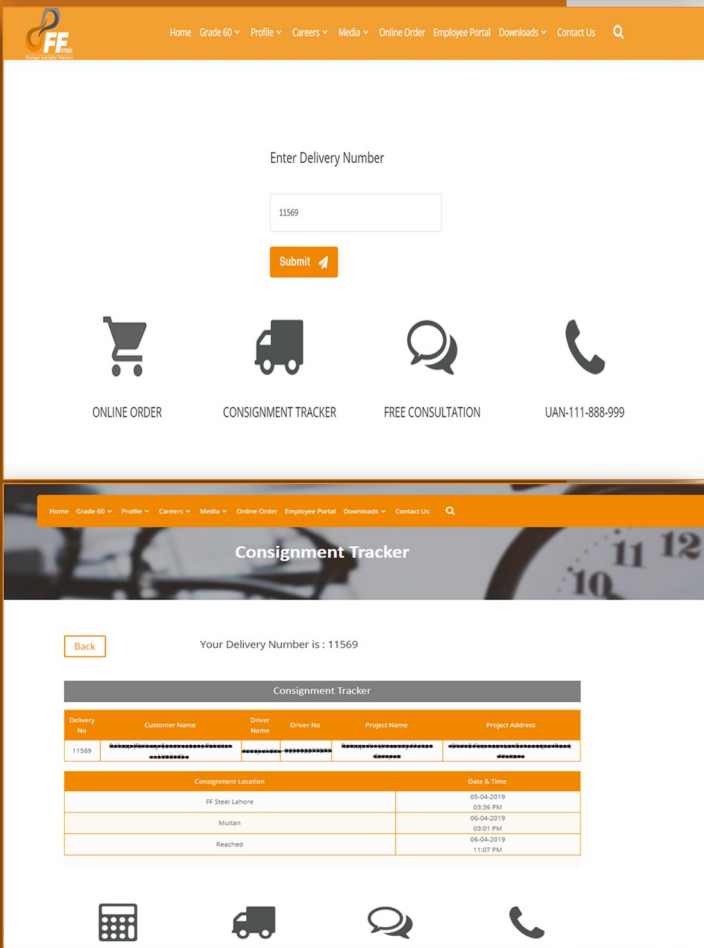 FF
STEEL
Stronger and Safer Pakistan
Home Grade 60 Profile Careers Media Online Order Employee Portal Downloads Contact Us
Enter Delivery Number
11569
Submit
ONLINE ORDER CONSIGNMENT TRACKER FREE CONSULTATION UAN-111-888-999
Home Grade 60 Profile Careers Media Online Order Employee Portal Downloads Contact Us
Consignment Tracker
11 12
10
Back Your Delivery Number is : 11569
Consignment Tracker
Delivery No Customer Name Driver Name Driver No Project Name Project Address
11569
Consignment Location Date & Time
FF Steel Lahore 05-04-2019
03:36 PM
Multan 06-04-2019
03:01 PM
Reached 06-04-2019
11:07 PM